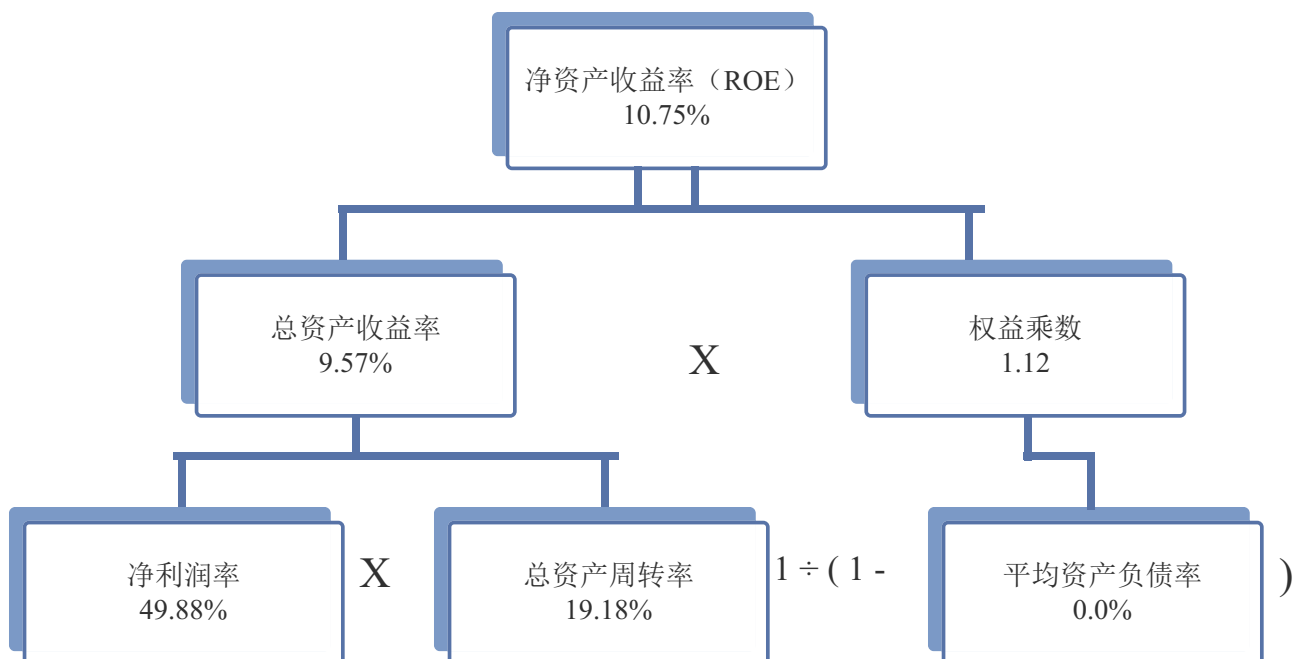 净资产收益率（ROE）
10.75%
总资产收益率
9.57%
X
权益乘数
1.12
净利润率
49.88%
X
总资产周转率
19.18%
1 ÷ ( 1 -
平均资产负债率
0.0%
)